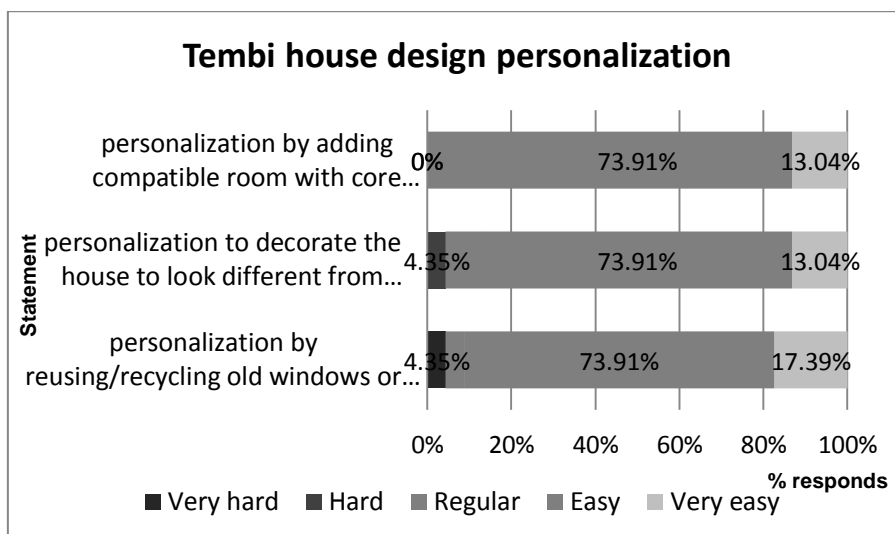 Tembi house design personalization
personalization by adding
compatible room with core...
0%
73.91%
13.04%
personalization to decorate the
house to look different from...
4.35%
73.91%
13.04%
personalization by
reusing/recycling old windows or...
4.35%
73.91%
17.39%
Statement
0% 20% 40% 60% 80% 100%
% responds
Very hard Hard Regular Easy Very easy